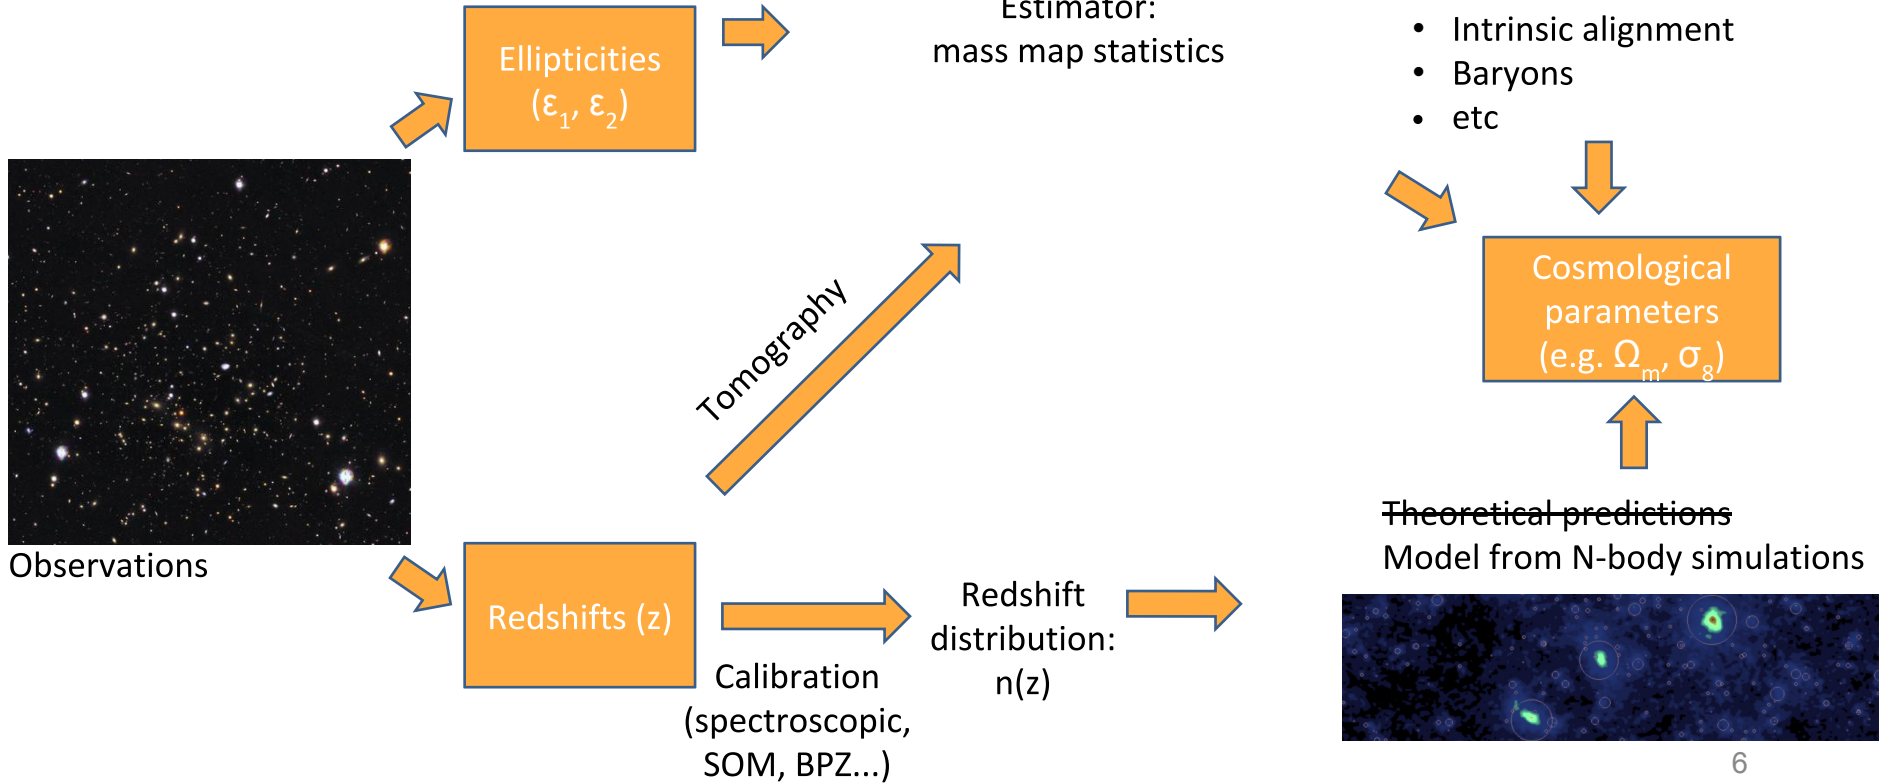 Ellipticities
(ε₁, ε₂)
Estimator:
mass map statistics
• Intrinsic alignment
• Baryons
• etc
Tomography
Cosmological
parameters
(e.g. Ωₘ, σ₈)
Observations
Redshifts (z)
Calibration
(spectroscopic,
SOM, BPZ...)
Redshift
distribution:
n(z)
Theoretical predictions
Model from N-body simulations
6